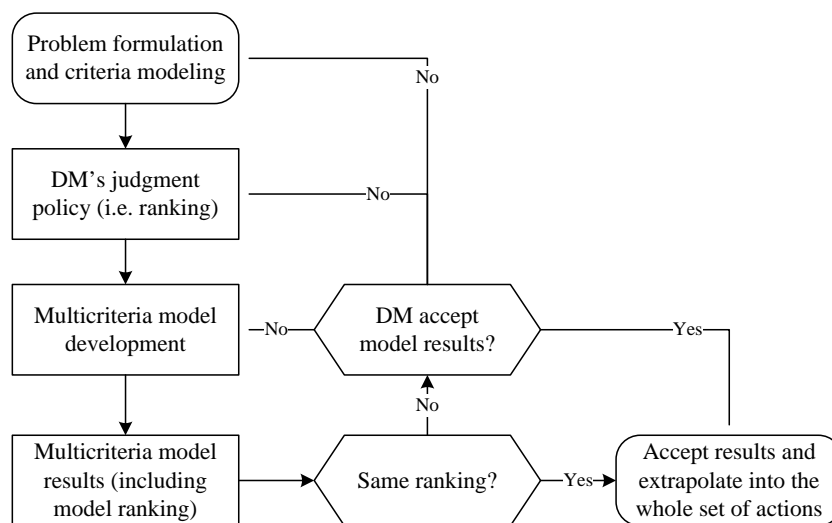 Problem formulation
and criteria modeling
No
DM's judgment
policy (i.e. ranking)
No
Multicriteria model
development
No
DM accept
model results?
Yes
No
Multicriteria model
results (including
model ranking)
Same ranking?
Yes
Accept results and
extrapolate into the
whole set of actions